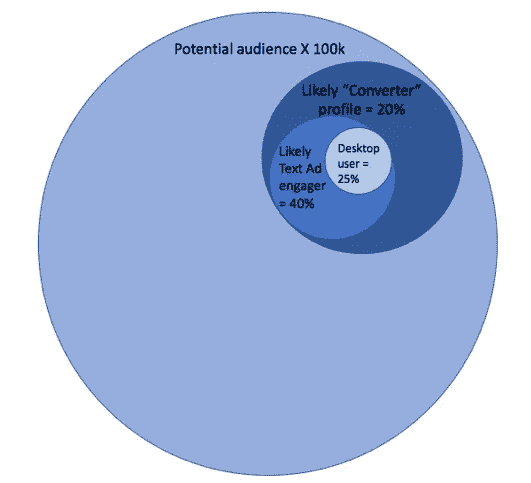 Potential audience X 100k
Likely “Converter”
profile = 20%
Likely
Text Ad
engager
= 40%
Desktop
user =
25%